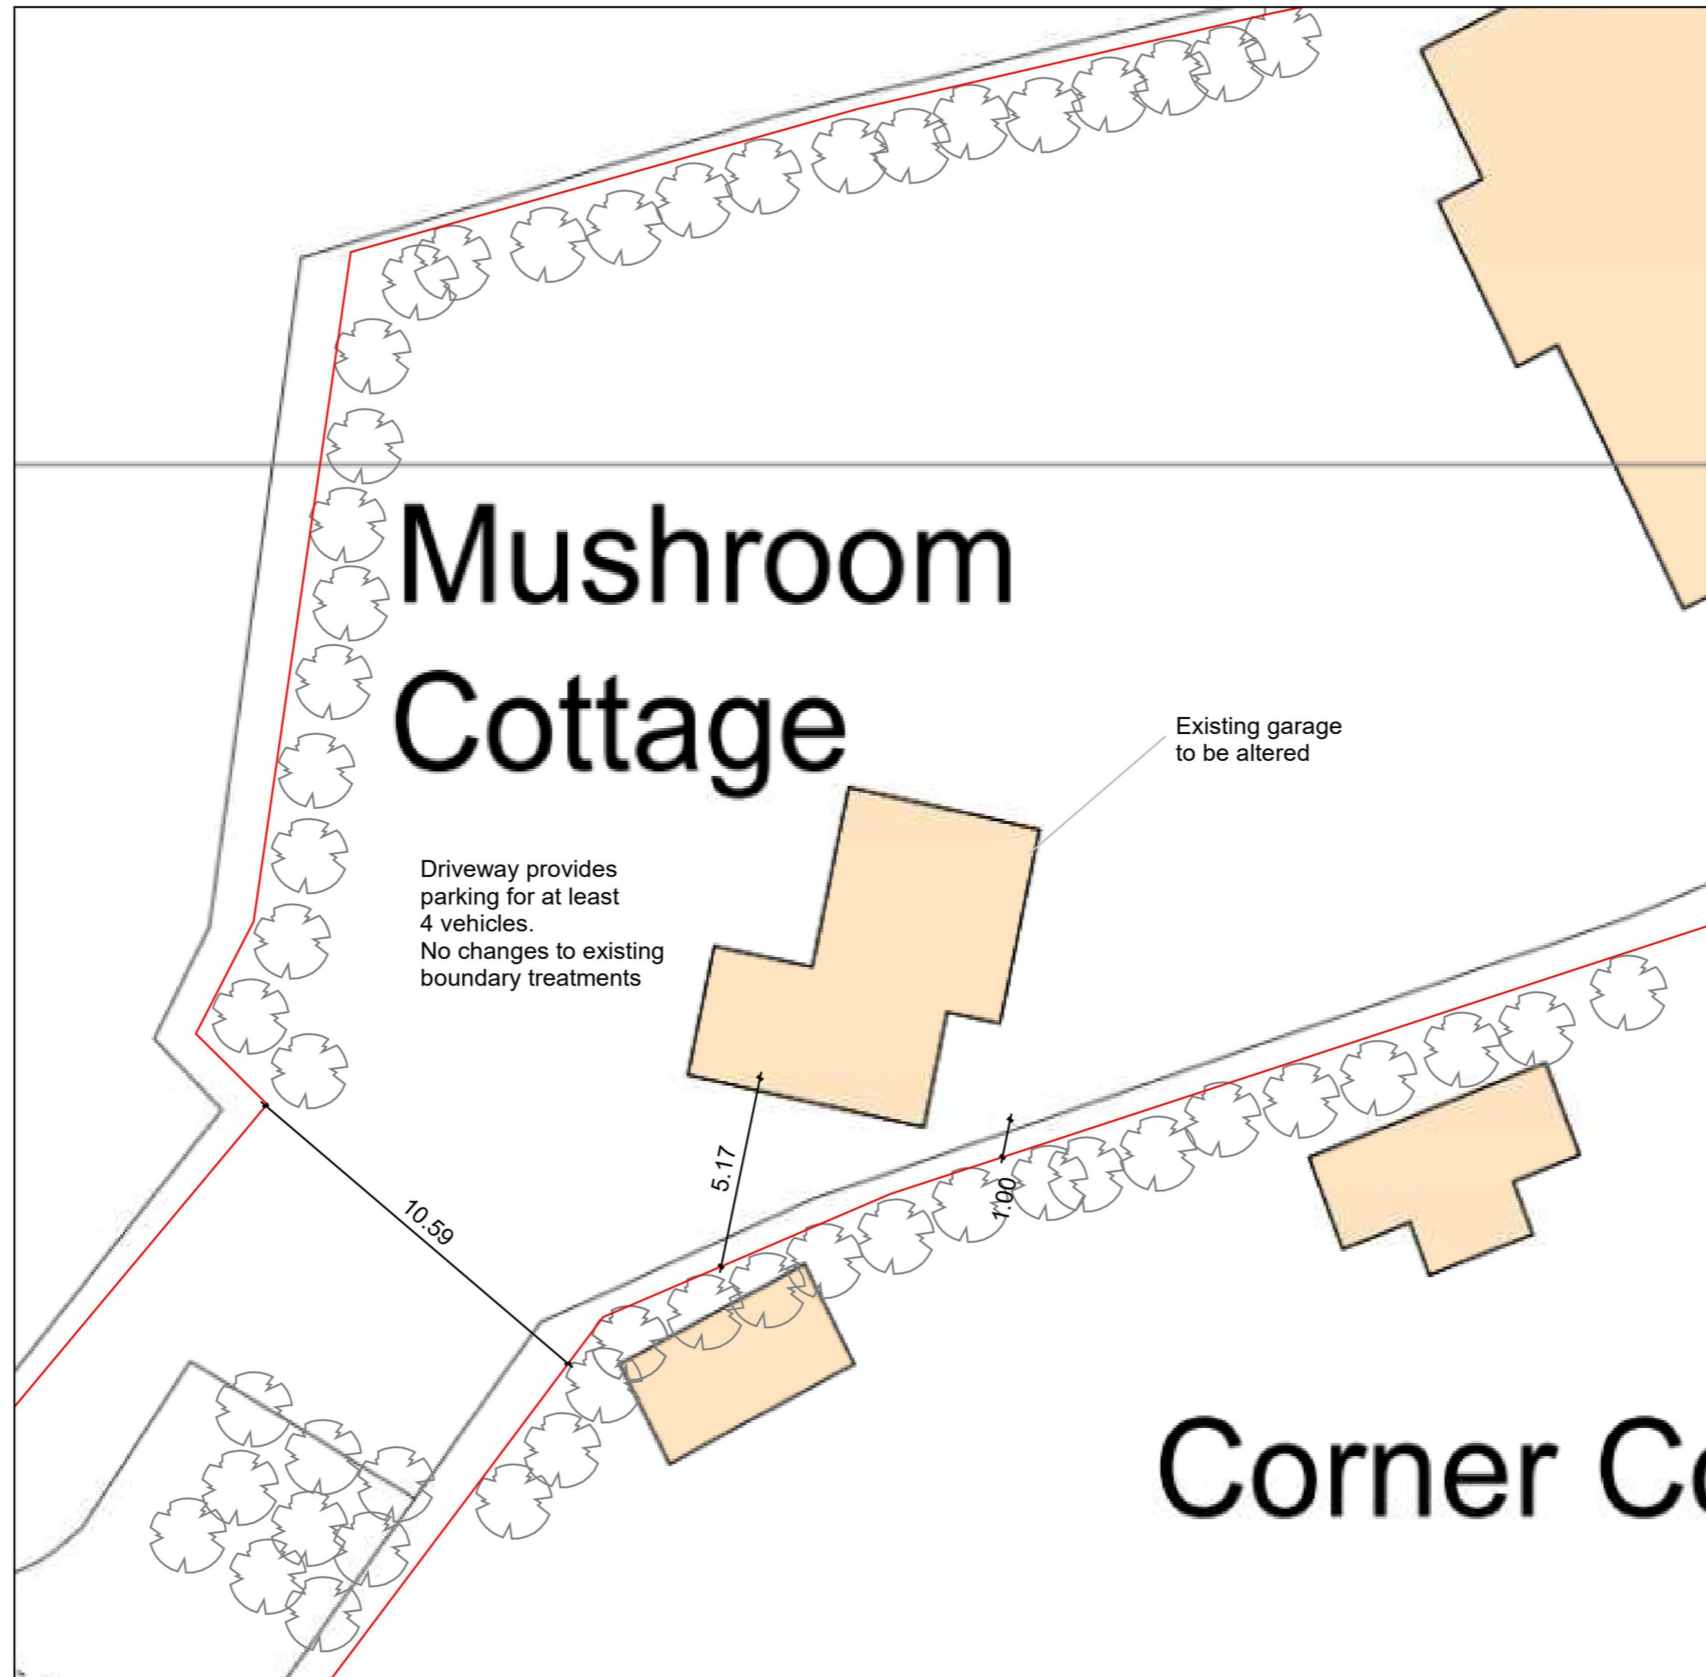 Mushroom
Cottage
Existing garage
to be altered
Driveway provides
parking for at least
4 vehicles.
No changes to existing
boundary treatments
5.17
1.00
10.59
Corner Co